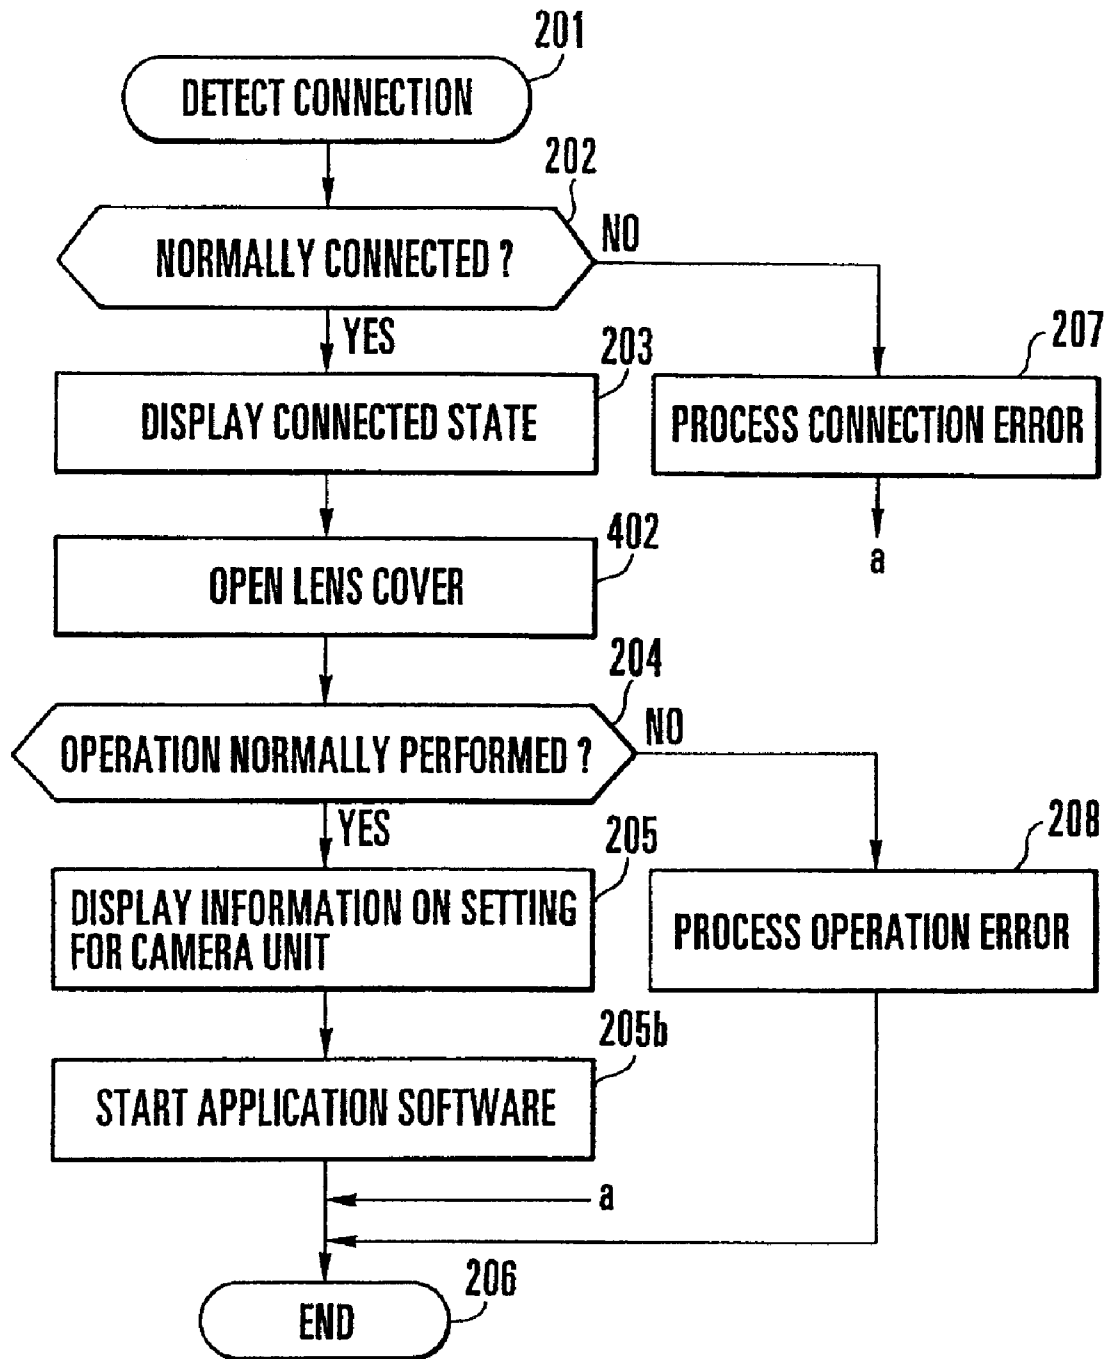 201
DETECT CONNECTION
202
NORMALLY CONNECTED ?
NO
YES
203
207
DISPLAY CONNECTED STATE
PROCESS CONNECTION ERROR
402
a
OPEN LENS COVER
204
OPERATION NORMALLY PERFORMED ?
NO
YES
205
208
DISPLAY INFORMATION ON SETTING
FOR CAMERA UNIT
PROCESS OPERATION ERROR
205b
START APPLICATION SOFTWARE
a
206
END